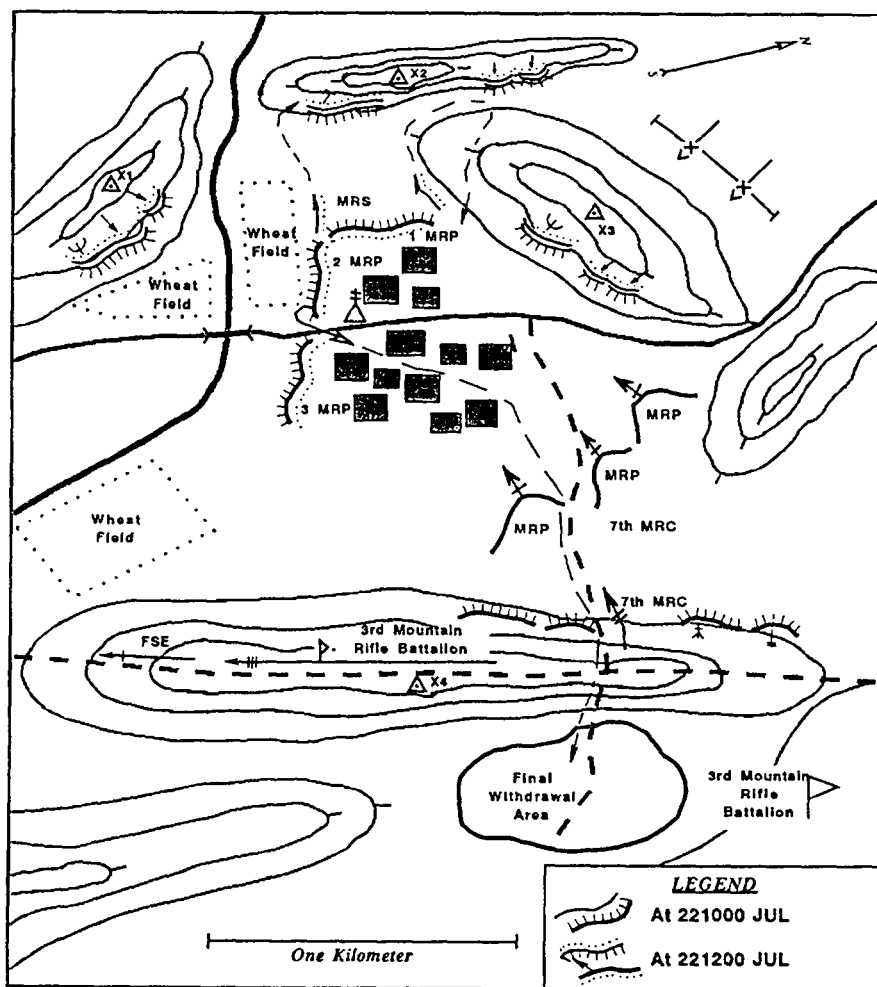 N
S
X2
X1
X3
MRS
1 MRP
2 MRP
Wheat
Field
Wheat
Field
3 MRP
MRP
MRP
MRP
Wheat
Field
7th MRC
7th MRC
FSE
3rd Mountain
Rifle Battalion
X4
Final
Withdrawal
Area
3rd Mountain
Rifle
Battalion
LEGEND
At 221000 JUL
At 221200 JUL
One Kilometer